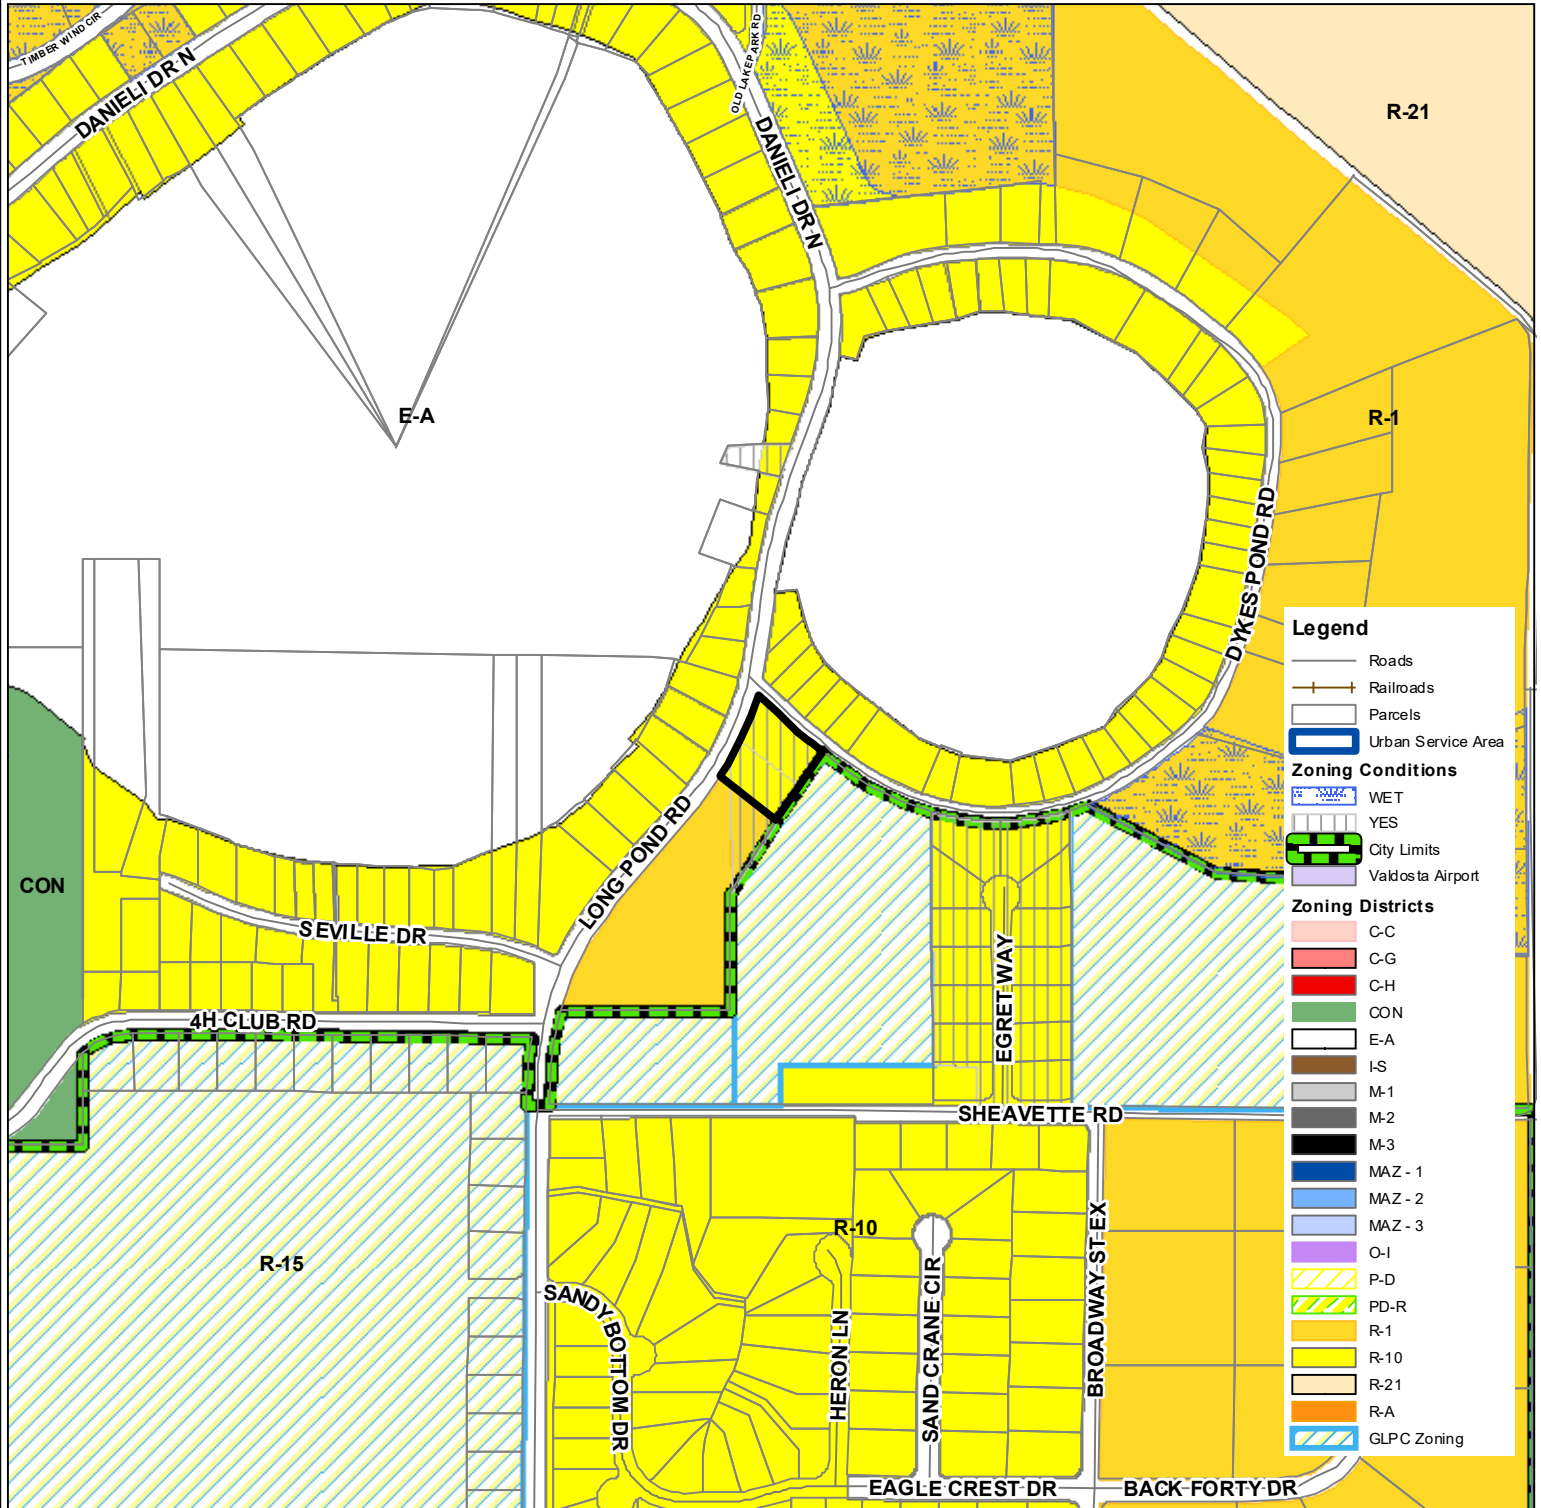 TIMBER WIND CIR
DANIELI DR N
OLD LAKEPARK RD
DANIELI DR N
R-21
E-A
R-1
DYKES POND RD
LONG POND RD
CON
SEVILLE DR
4H CLUB RD
EGRET WAY
SHEAVETTE RD
R-15
R-10
SANDY BOTTOM DR
HERON LN
SAND CRANE CIR
BROADWAY ST EX
EAGLE CREST DR
BACK FORTY DR
Legend
Roads
Railroads
Parcels
Urban Service Area
Zoning Conditions
WET
YES
City Limits
Valdosta Airport
Zoning Districts
C-C
C-G
C-H
CON
E-A
I-S
M-1
M-2
M-3
MAZ - 1
MAZ - 2
MAZ - 3
O-I
P-D
PD-R
R-1
R-10
R-21
R-A
GLPC Zoning